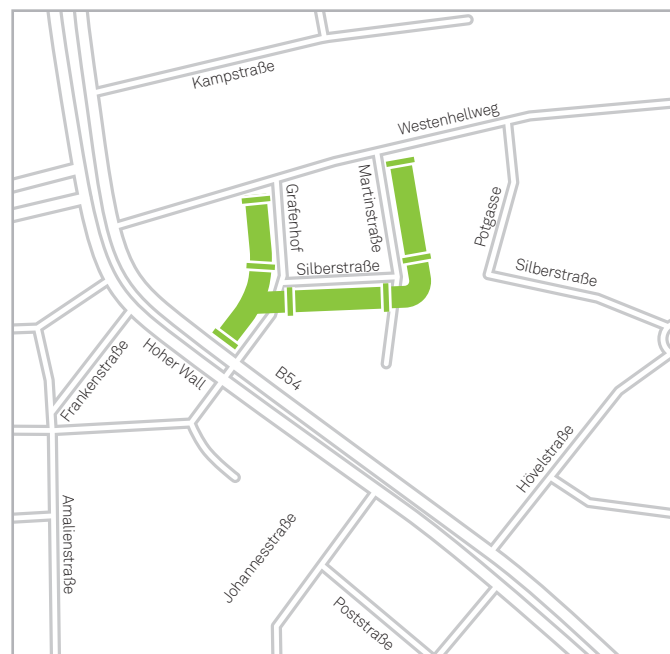 Kampstraße
Westenhellweg
Grafenhof
Martinstraße
Potgasse
Silberstraße
Silberstraße
Frankenstraße
Hoher Wall
B54
Hövelstraße
Amalienstraße
Johannesstraße
Poststraße